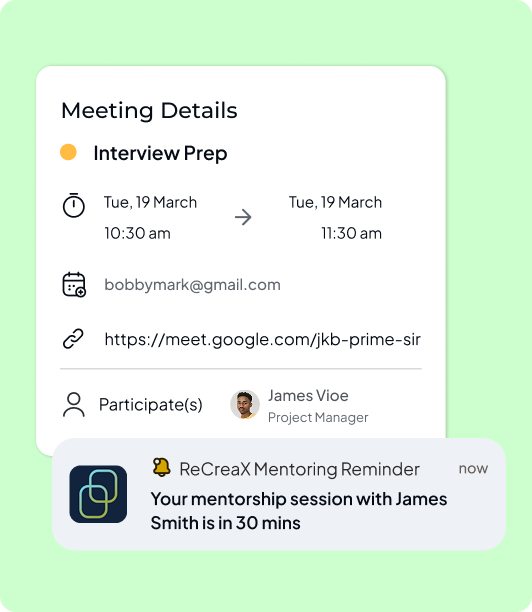 Meeting Details
Interview Prep
Tue, 19 March
Tue, 19 March
10:30 am
11:30 am
bobbymark@gmail.com
https://meet.google.com/jkb-prime-sir
Participate(s)
James Vioe
Project Manager
ReCreaX Mentoring Reminder
now
Your mentorship session with James
Smith is in 30 mins